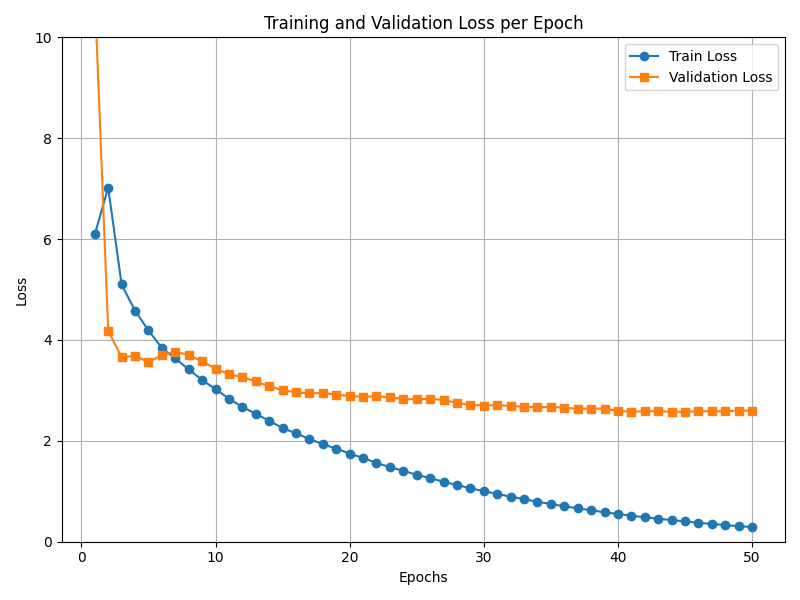 Training and Validation Loss per Epoch
Train Loss
Validation Loss
Loss
10
8
6
4
2
0
0 10 20 30 40 50
Epochs